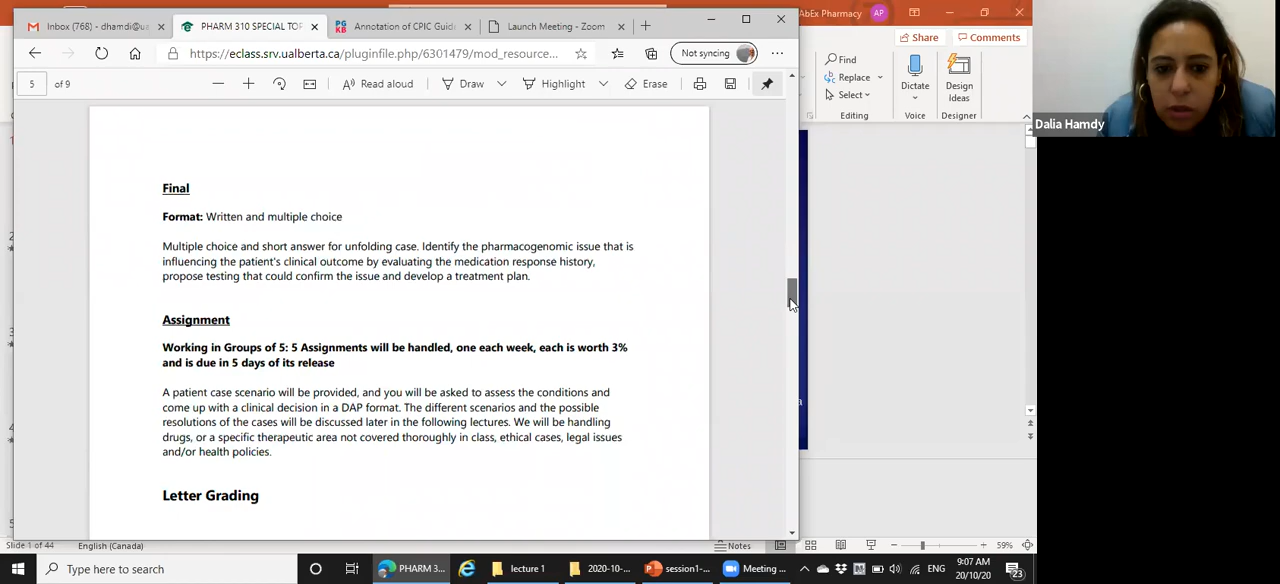 Inbox (768) - dhamdi@u
PHARM 310 SPECIAL TOP
Annotation of CPIC Guid
Launch Meeting - Zoom
AbEx Pharmacy
AP
https://eclass.srv.ualberta.ca/pluginfile.php/6301479/mod_resource...
Not syncing
Share
Comments
5 of 9
Read aloud
Draw
Highlight
Erase
Find
Replace
Select
Dictate
Design
Ideas
Editing
Voice
Designer
Dalia Hamdy
Final
Format: Written and multiple choice
Multiple choice and short answer for unfolding case. Identify the pharmacogenomic issue that is
influencing the patient's clinical outcome by evaluating the medication response history,
propose testing that could confirm the issue and develop a treatment plan.
Assignment
Working in Groups of 5: 5 Assignments will be handled, one each week, each is worth 3%
and is due in 5 days of its release
A patient case scenario will be provided, and you will be asked to assess the conditions and
come up with a clinical decision in a DAP format. The different scenarios and the possible
resolutions of the cases will be discussed later in the following lectures. We will be handling
drugs, or a specific therapeutic area not covered thoroughly in class, ethical cases, legal issues
and/or health policies.
Letter Grading
Slide 1 of 44
English (Canada)
Notes
59%
Type here to search
PHARM 3...
lecture 1
2020-10-...
session1-...
Meeting ...
ENG
9:07 AM
20/10/20
23